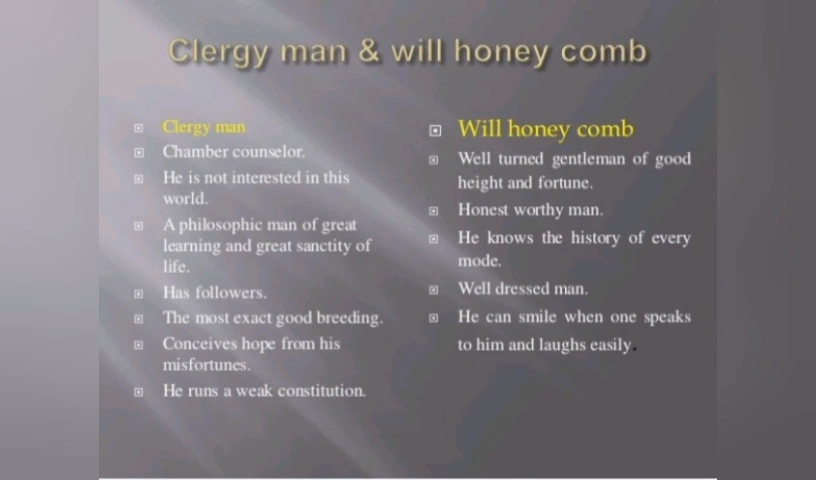 Clergy man & will honey comb
Clergy man
Chamber counselor.
He is not interested in this
world.
A philosophic man of great
learning and great sanctity of
life.
Has followers.
The most exact good breeding.
Conceives hope from his
misfortunes.
He runs a weak constitution.
Will honey comb
Well turned gentleman of good
height and fortune.
Honest worthy man.
He knows the history of every
mode.
Well dressed man.
He can smile when one speaks
to him and laughs easily.